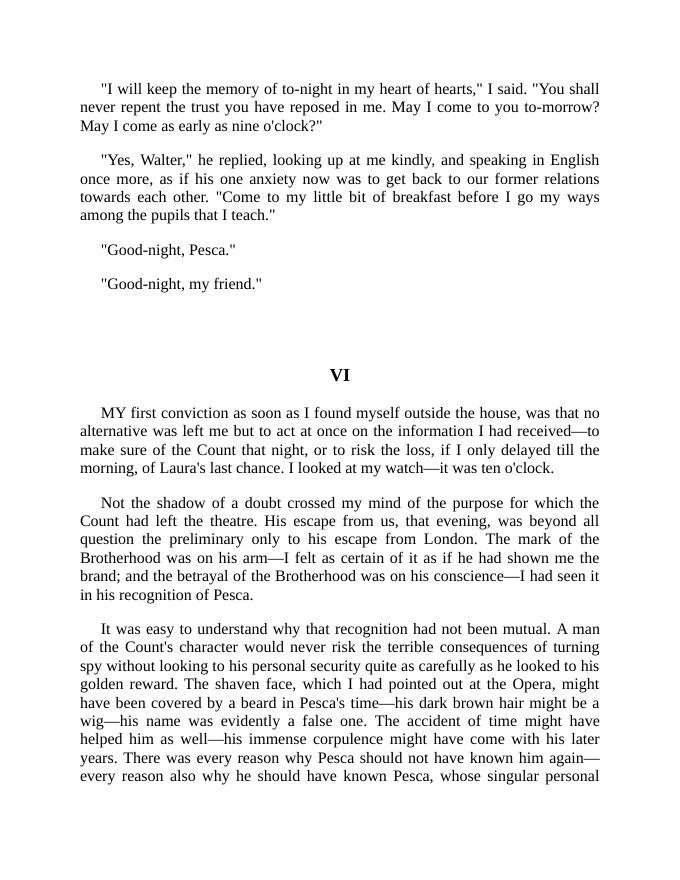 "I will keep the memory of to-night in my heart of hearts," I said. "You shall
never repent the trust you have reposed in me. May I come to you to-morrow?
May I come as early as nine o'clock?"
"Yes, Walter," he replied, looking up at me kindly, and speaking in English
once more, as if his one anxiety now was to get back to our former relations
towards each other. "Come to my little bit of breakfast before I go my ways
among the pupils that I teach."
"Good-night, Pesca."
"Good-night, my friend."
VI
MY first conviction as soon as I found myself outside the house, was that no
alternative was left me but to act at once on the information I had received—to
make sure of the Count that night, or to risk the loss, if I only delayed till the
morning, of Laura's last chance. I looked at my watch—it was ten o'clock.
Not the shadow of a doubt crossed my mind of the purpose for which the
Count had left the theatre. His escape from us, that evening, was beyond all
question the preliminary only to his escape from London. The mark of the
Brotherhood was on his arm—I felt as certain of it as if he had shown me the
brand; and the betrayal of the Brotherhood was on his conscience—I had seen it
in his recognition of Pesca.
It was easy to understand why that recognition had not been mutual. A man
of the Count's character would never risk the terrible consequences of turning
spy without looking to his personal security quite as carefully as he looked to his
golden reward. The shaven face, which I had pointed out at the Opera, might
have been covered by a beard in Pesca's time—his dark brown hair might be a
wig—his name was evidently a false one. The accident of time might have
helped him as well—his immense corpulence might have come with his later
years. There was every reason why Pesca should not have known him again—
every reason also why he should have known Pesca, whose singular personal